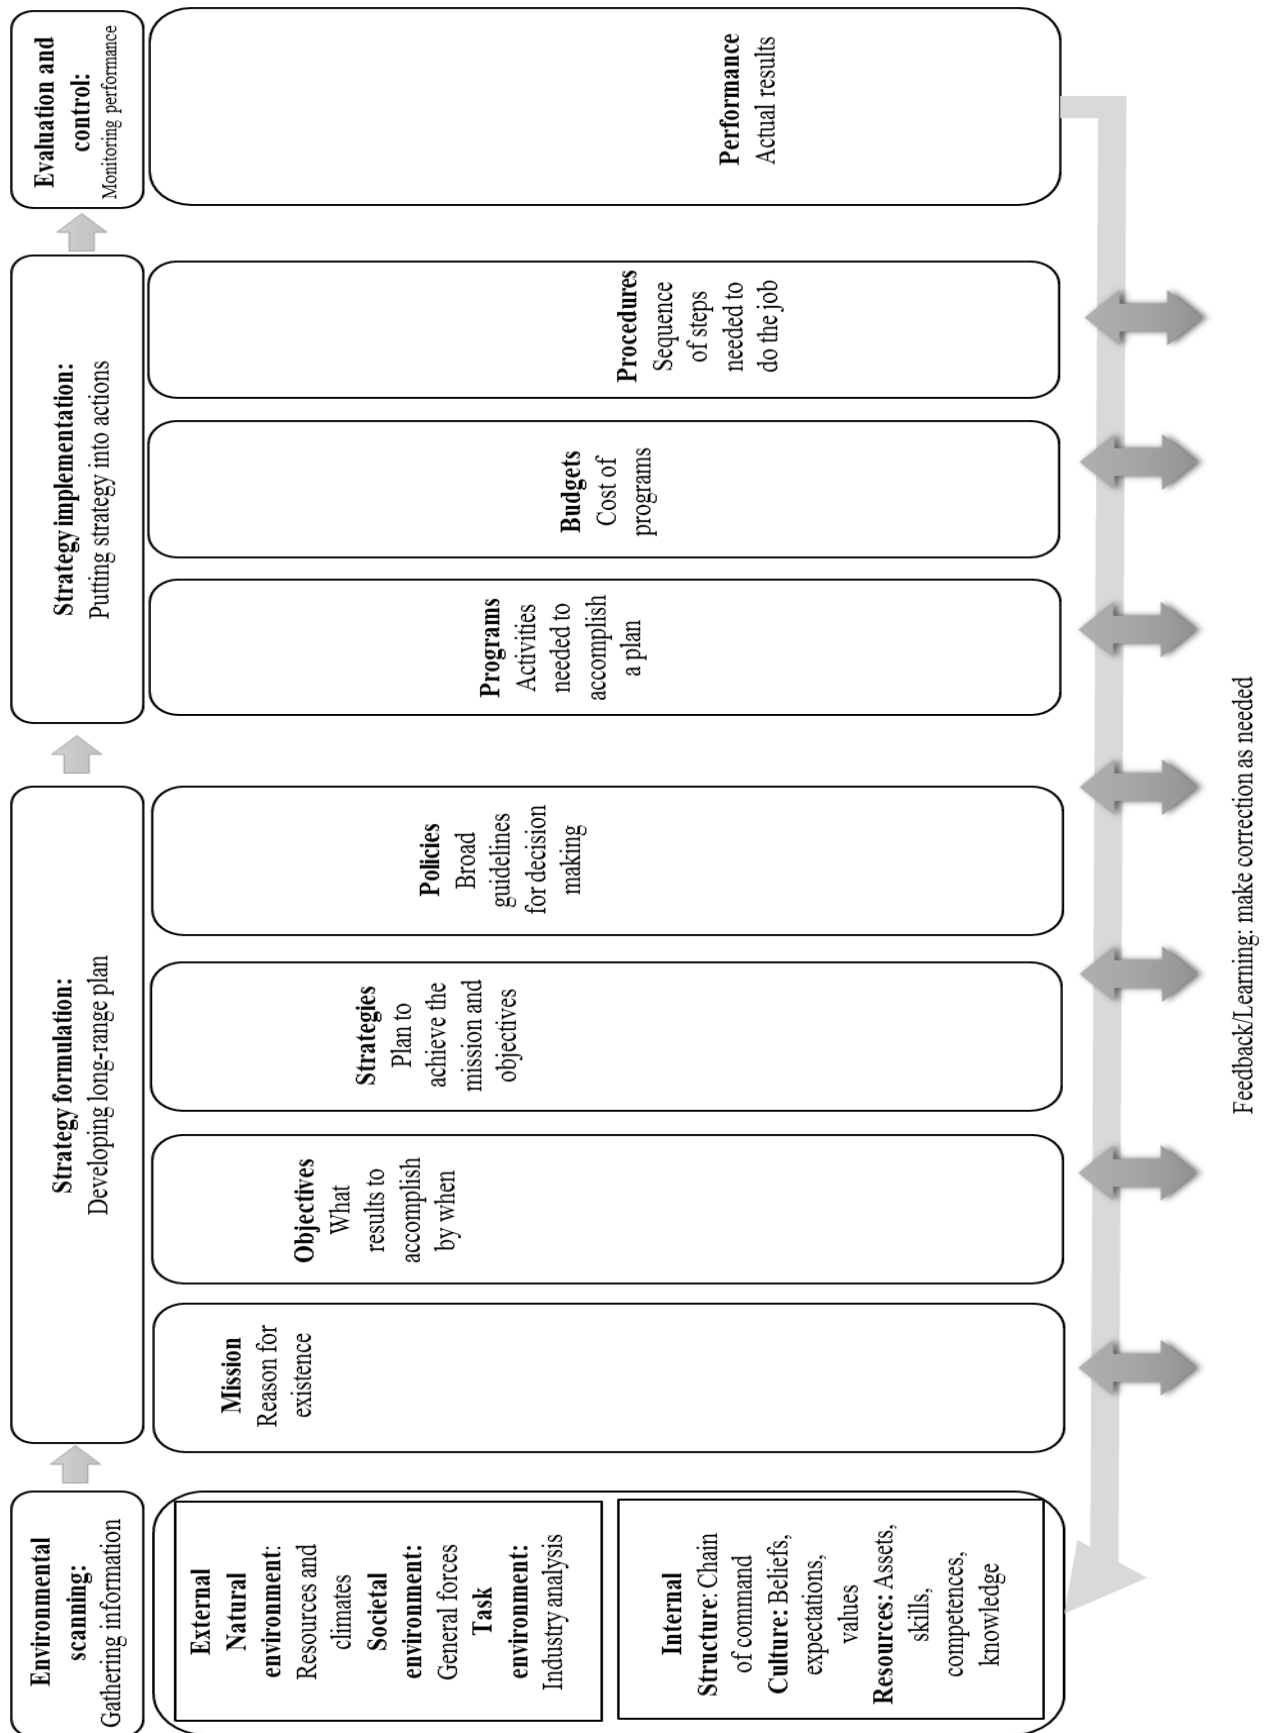 Environmental
scanning:
Gathering information
Strategy formulation:
Developing long-range plan
Strategy implementation:
Putting strategy into actions
Evaluation and
control:
Monitoring performance
External
Natural
environment:
Resources and
climates
Societal
environment:
General forces
Task
environment:
Industry analysis
Internal
Structure: Chain
of command
Culture: Beliefs,
expectations,
values
Resources: Assets,
skills,
competences,
knowledge
Mission
Reason for
existence
Objectives
What
results to
accomplish
by when
Strategies
Plan to
achieve the
mission and
objectives
Policies
Broad
guidelines
for decision
making
Programs
Activities
needed to
accomplish
a plan
Budgets
Cost of
programs
Procedures
Sequence
of steps
needed to
do the job
Performance
Actual results
Feedback/Learning: make correction as needed